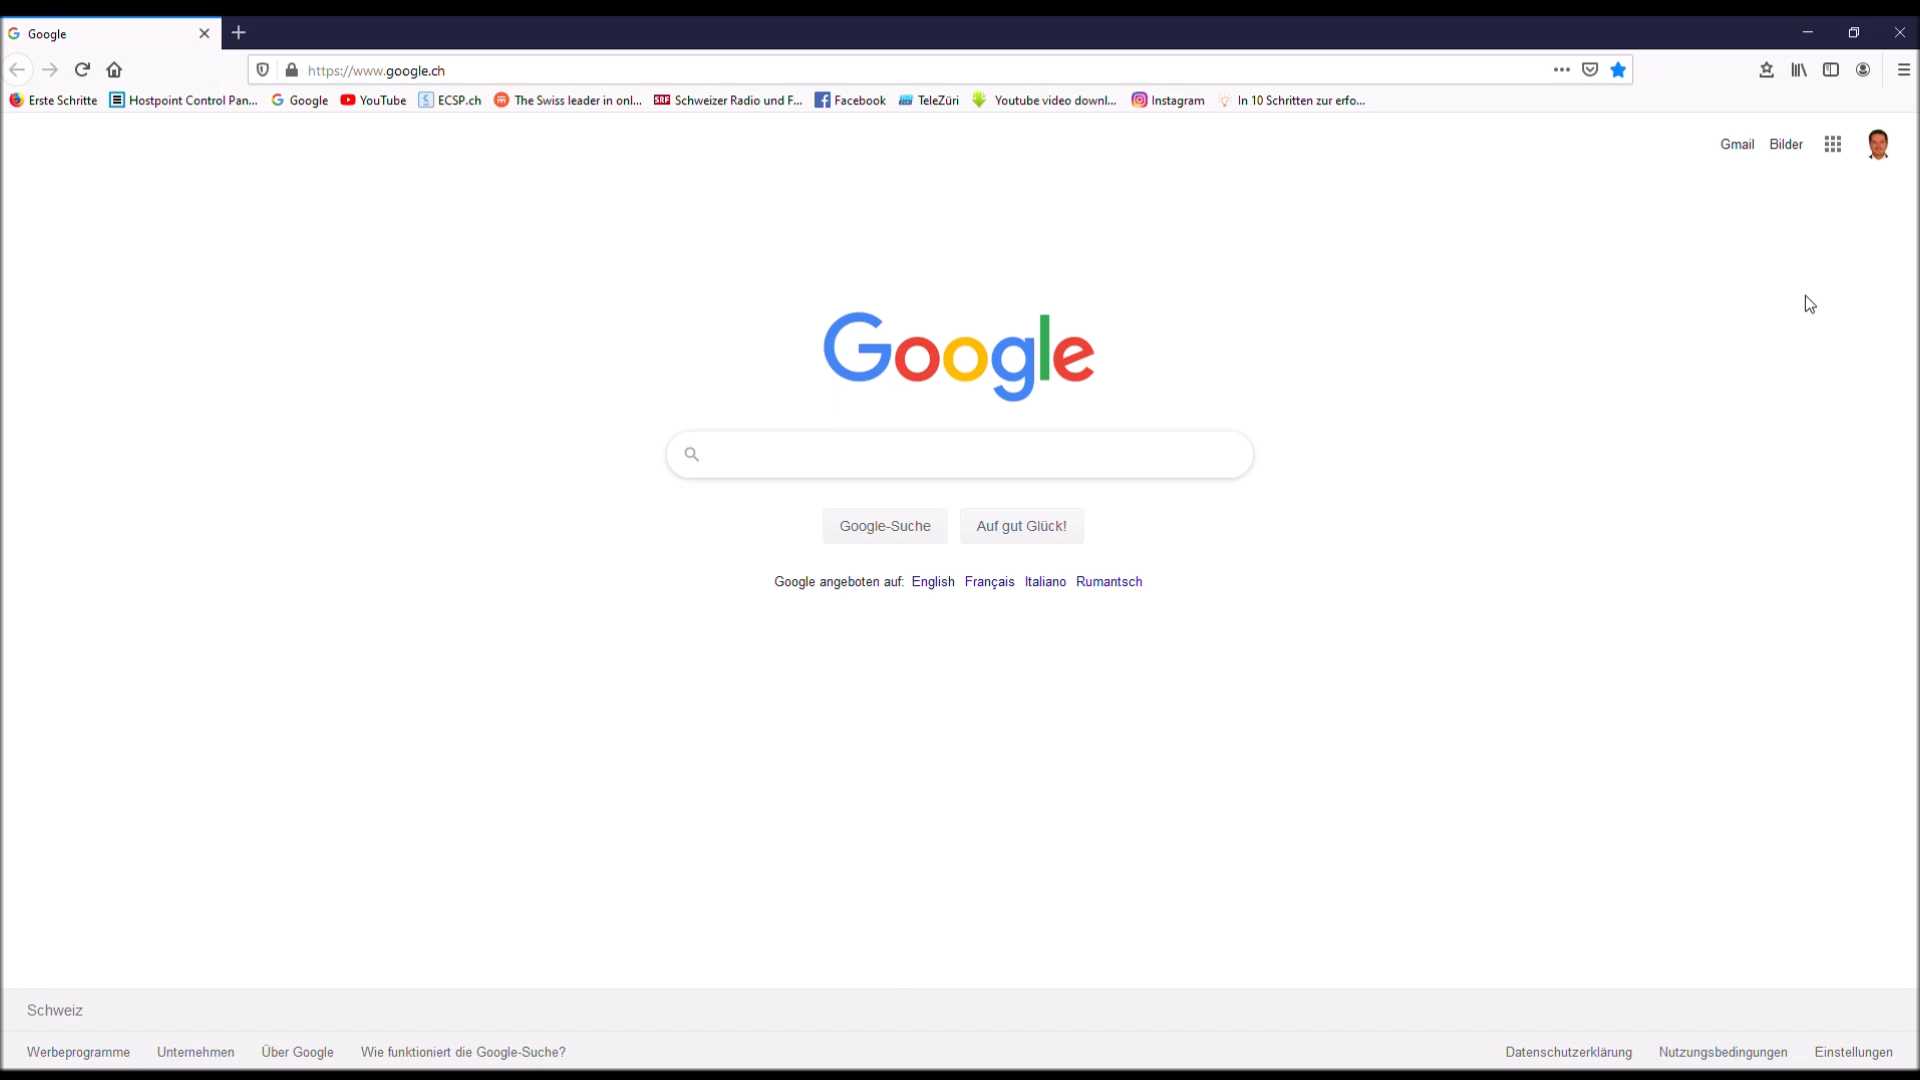 Google
https://www.google.ch
Erste Schritte Hostpoint Control Pan... Google YouTube ECSP.ch The Swiss leader in onl... SRF Schweizer Radio und F... Facebook TeleZüri Youtube video downl... Instagram In 10 Schritten zur erfo...
Gmail Bilder
Google
Google-Suche Auf gut Glück!
Google angeboten auf: English Français Italiano Rumantsch
Schweiz
Werbeprogramme Unternehmen Über Google Wie funktioniert die Google-Suche? Datenschutzerklärung Nutzungsbedingungen Einstellungen